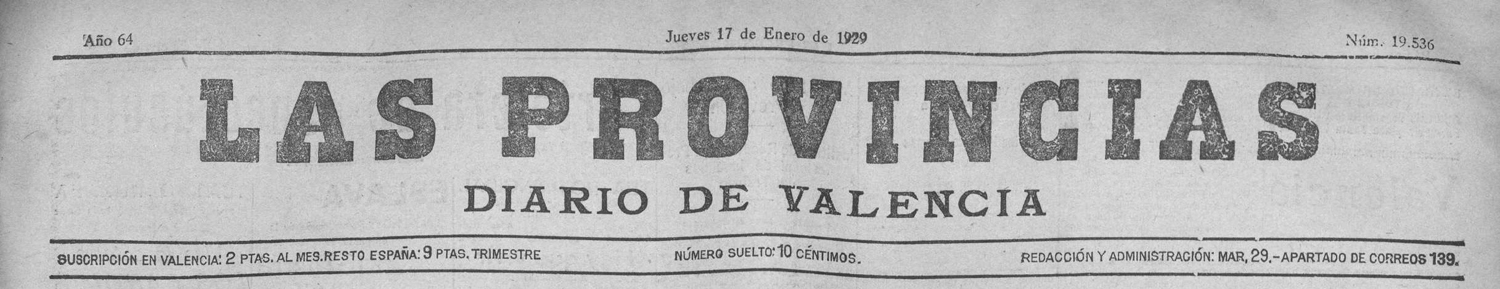 Año 64 Jueves 17 de Enero de 1929 Núm. 19.536
LAS PROVINCIAS
DIARIO DE VALENCIA
SUSCRIPCIÓN EN VALENCIA: 2 PTAS. AL MES. RESTO ESPAÑA: 9 PTAS. TRIMESTRE NÚMERO SUELTO: 10 CÉNTIMOS. REDACCIÓN Y ADMINISTRACIÓN: MAR, 29.-APARTADO DE CORREOS 139.